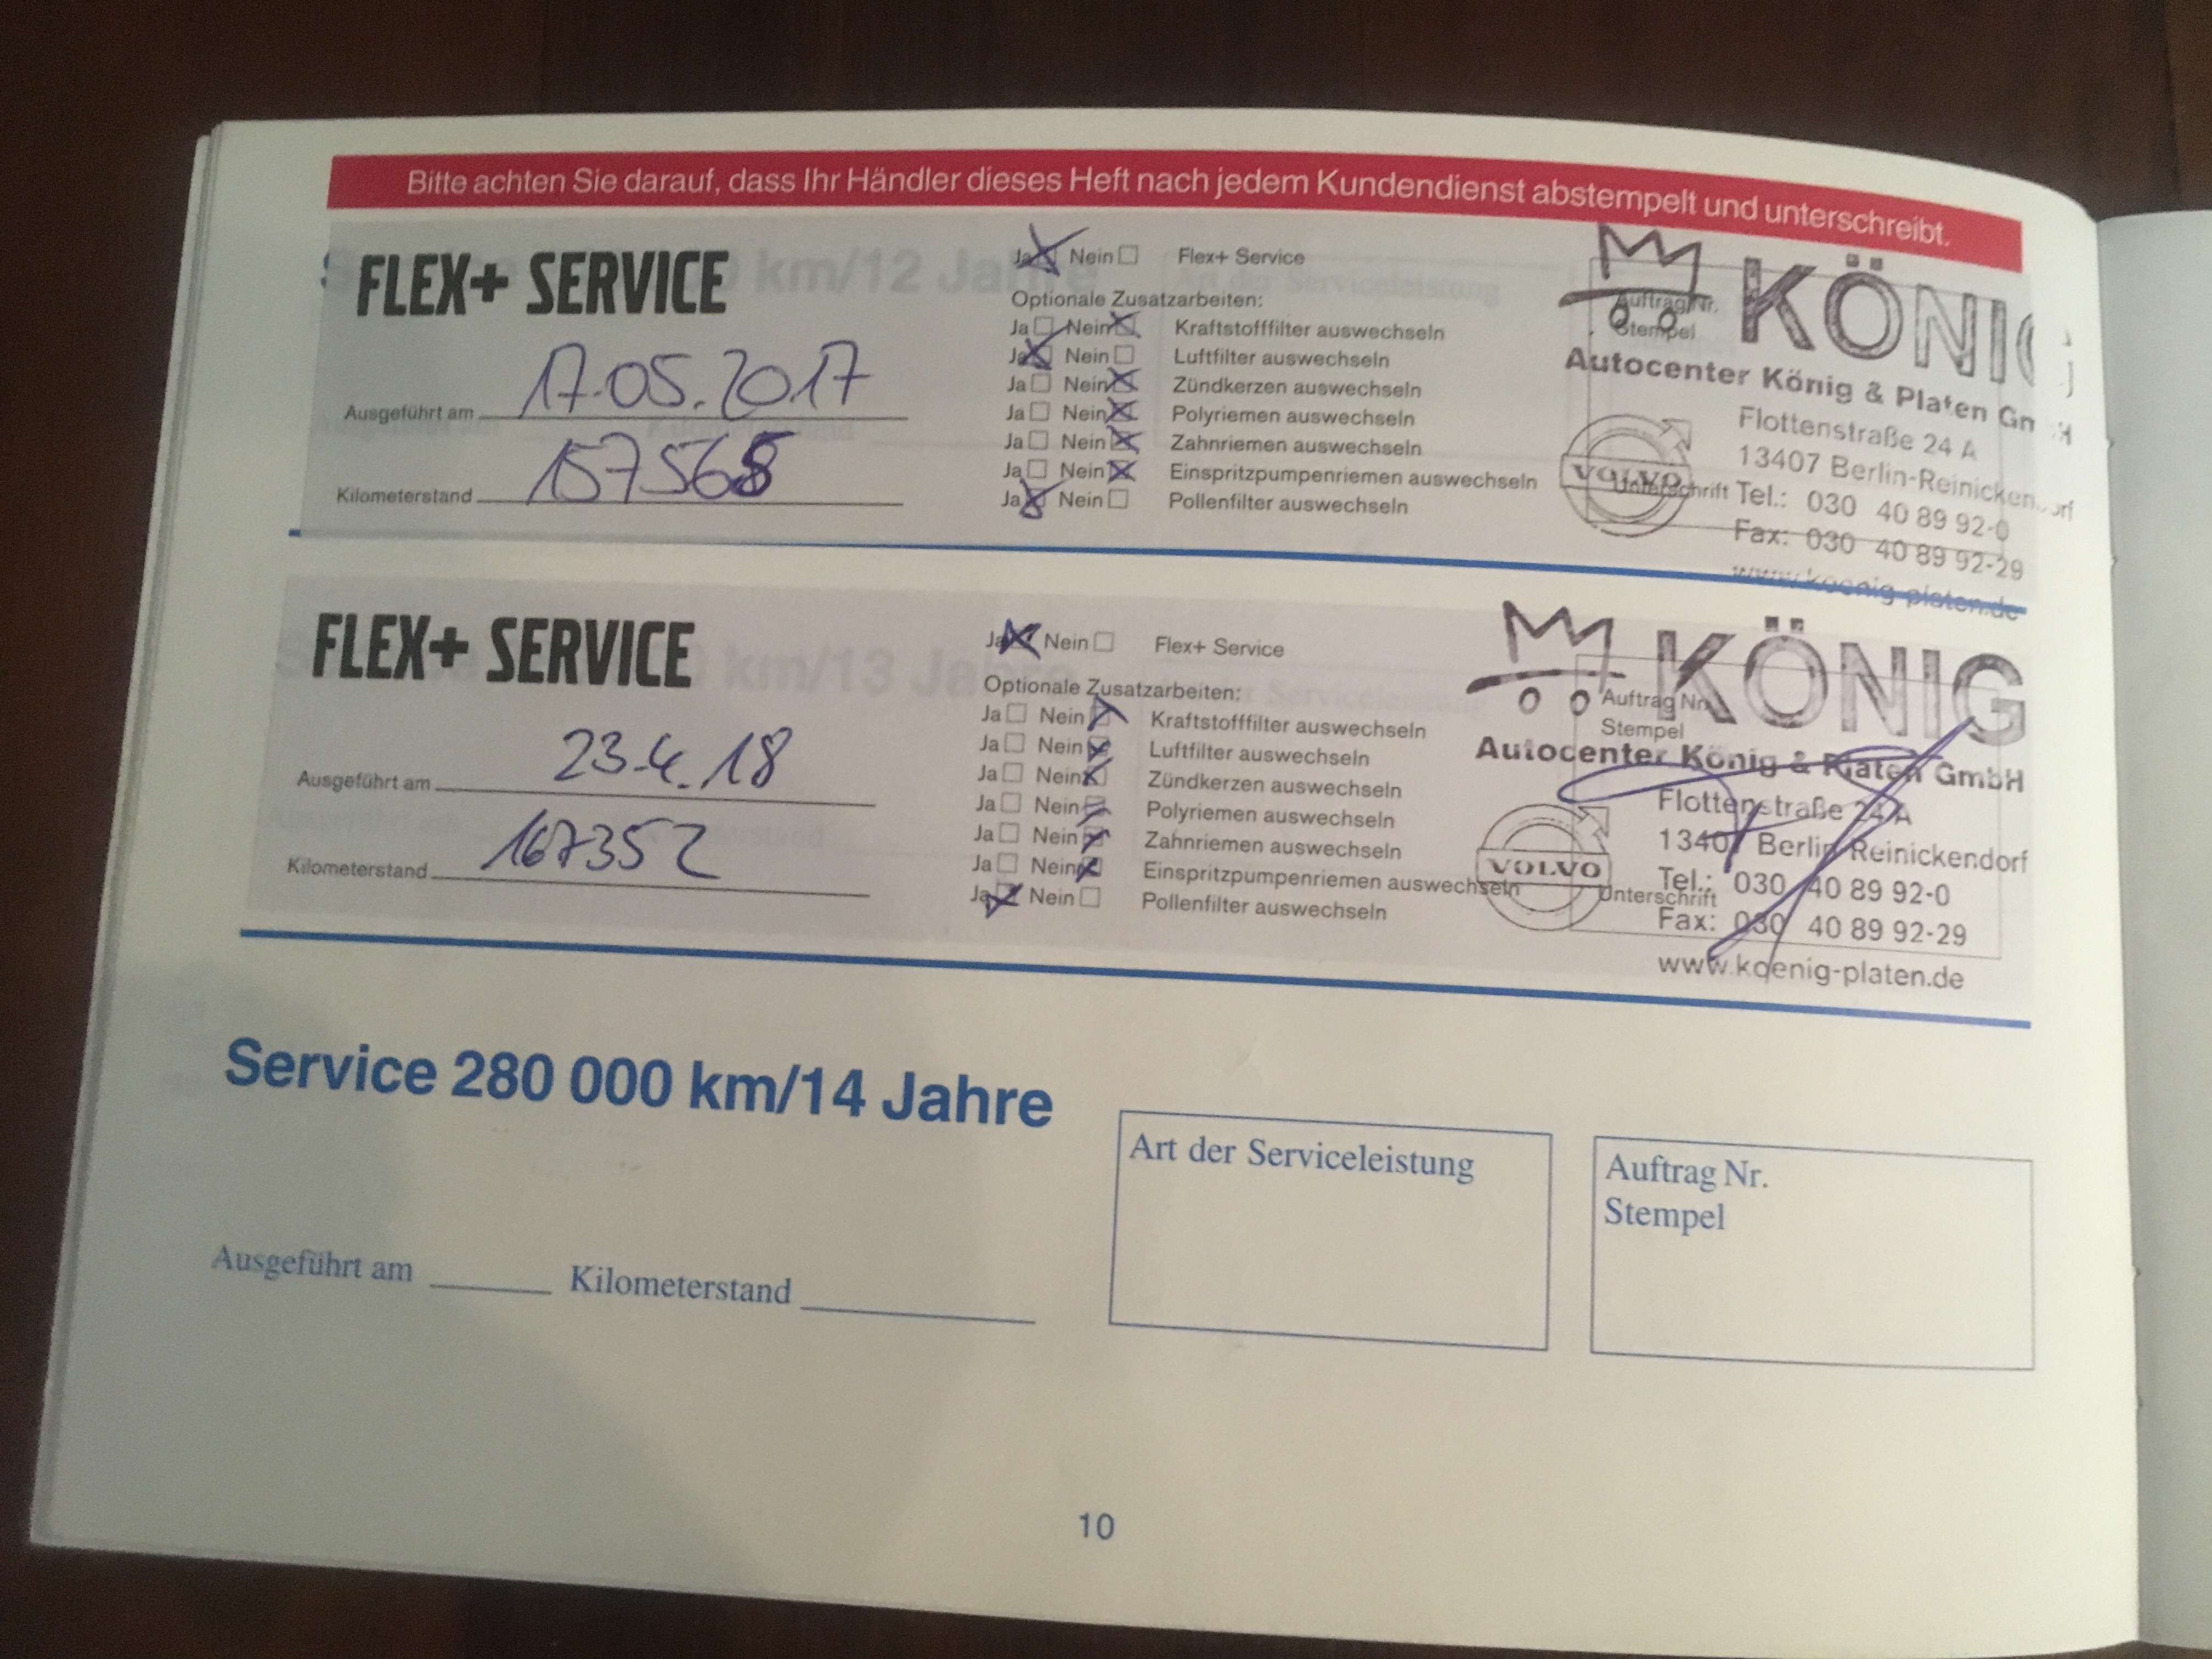 Bitte achten Sie darauf, dass Ihr Händler dieses Heft nach jedem Kundendienst abstempelt und unterschreibt.
FLEX+ SERVICE
Ausgeführt am 17.05.2017
Kilometerstand 157568
Ja Nein Flex+ Service
Optionale Zusatzarbeiten:
Ja Nein Kraftstofffilter auswechseln
Ja Nein Luftfilter auswechseln
Ja Nein Zündkerzen auswechseln
Ja Nein Polyriemen auswechseln
Ja Nein Zahnriemen auswechseln
Ja Nein Einspritzpumpenriemen auswechseln
Ja Nein Pollenfilter auswechseln
Auftrag Nr.
Stempel
Unterschrift
KÖNIG
Autocenter König & Platen GmbH
Flottenstraße 24 A
13407 Berlin-Reinickendorf
VOLVO
Tel.: 030 40 89 92-0
Fax: 030 40 89 92-29
www.koenig-platen.de
FLEX+ SERVICE
Ausgeführt am 23.4.18
Kilometerstand 167352
Ja Nein Flex+ Service
Optionale Zusatzarbeiten:
Ja Nein Kraftstofffilter auswechseln
Ja Nein Luftfilter auswechseln
Ja Nein Zündkerzen auswechseln
Ja Nein Polyriemen auswechseln
Ja Nein Zahnriemen auswechseln
Ja Nein Einspritzpumpenriemen auswechseln
Ja Nein Pollenfilter auswechseln
Auftrag Nr.
Stempel
Unterschrift
KÖNIG
Autocenter König & Platen GmbH
Flottenstraße 24 A
13407 Berlin-Reinickendorf
VOLVO
Tel.: 030 40 89 92-0
Fax: 030 40 89 92-29
www.koenig-platen.de
Service 280 000 km/14 Jahre
Ausgeführt am Kilometerstand
Art der Serviceleistung
Auftrag Nr.
Stempel
10